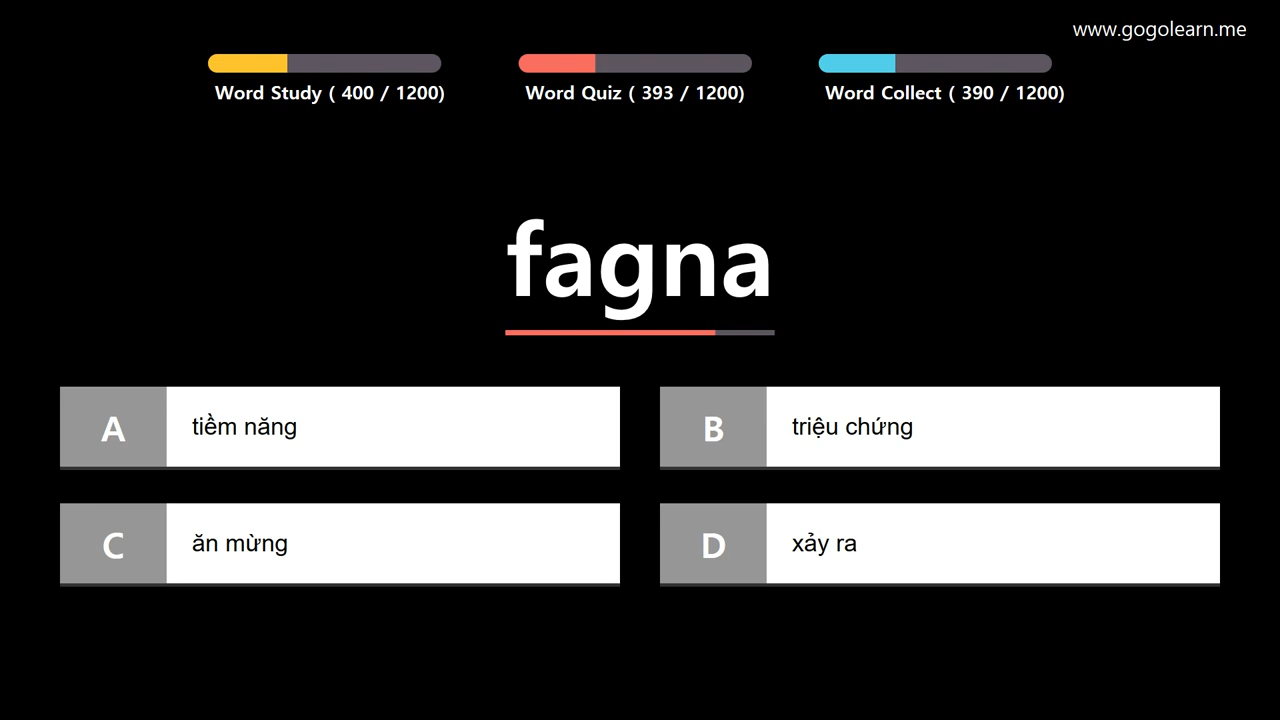 www.gogolearn.me
Word Study ( 400 / 1200)
Word Quiz ( 393 / 1200)
Word Collect ( 390 / 1200)
fagna
A
tiềm năng
B
triệu chứng
C
ăn mừng
D
xảy ra